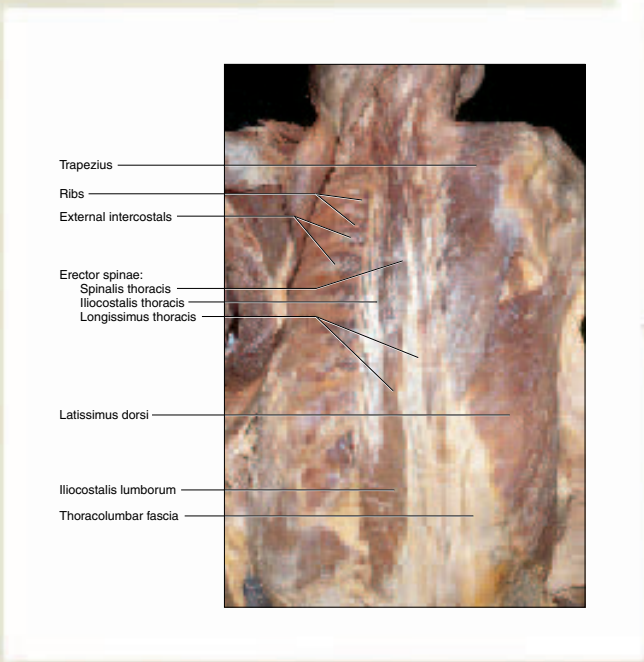 Trapezius
Ribs
External intercostals
Erector spinae:
Spinalis thoracis
Iliocostalis thoracis
Longissimus thoracis
Latissimus dorsi
Iliocostalis lumborum
Thoracolumbar fascia